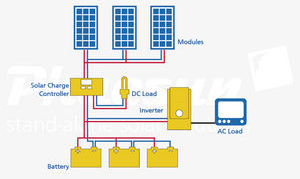 Modules
Solar Charge
Controller
DC Load
Inverter
AC Load
Battery